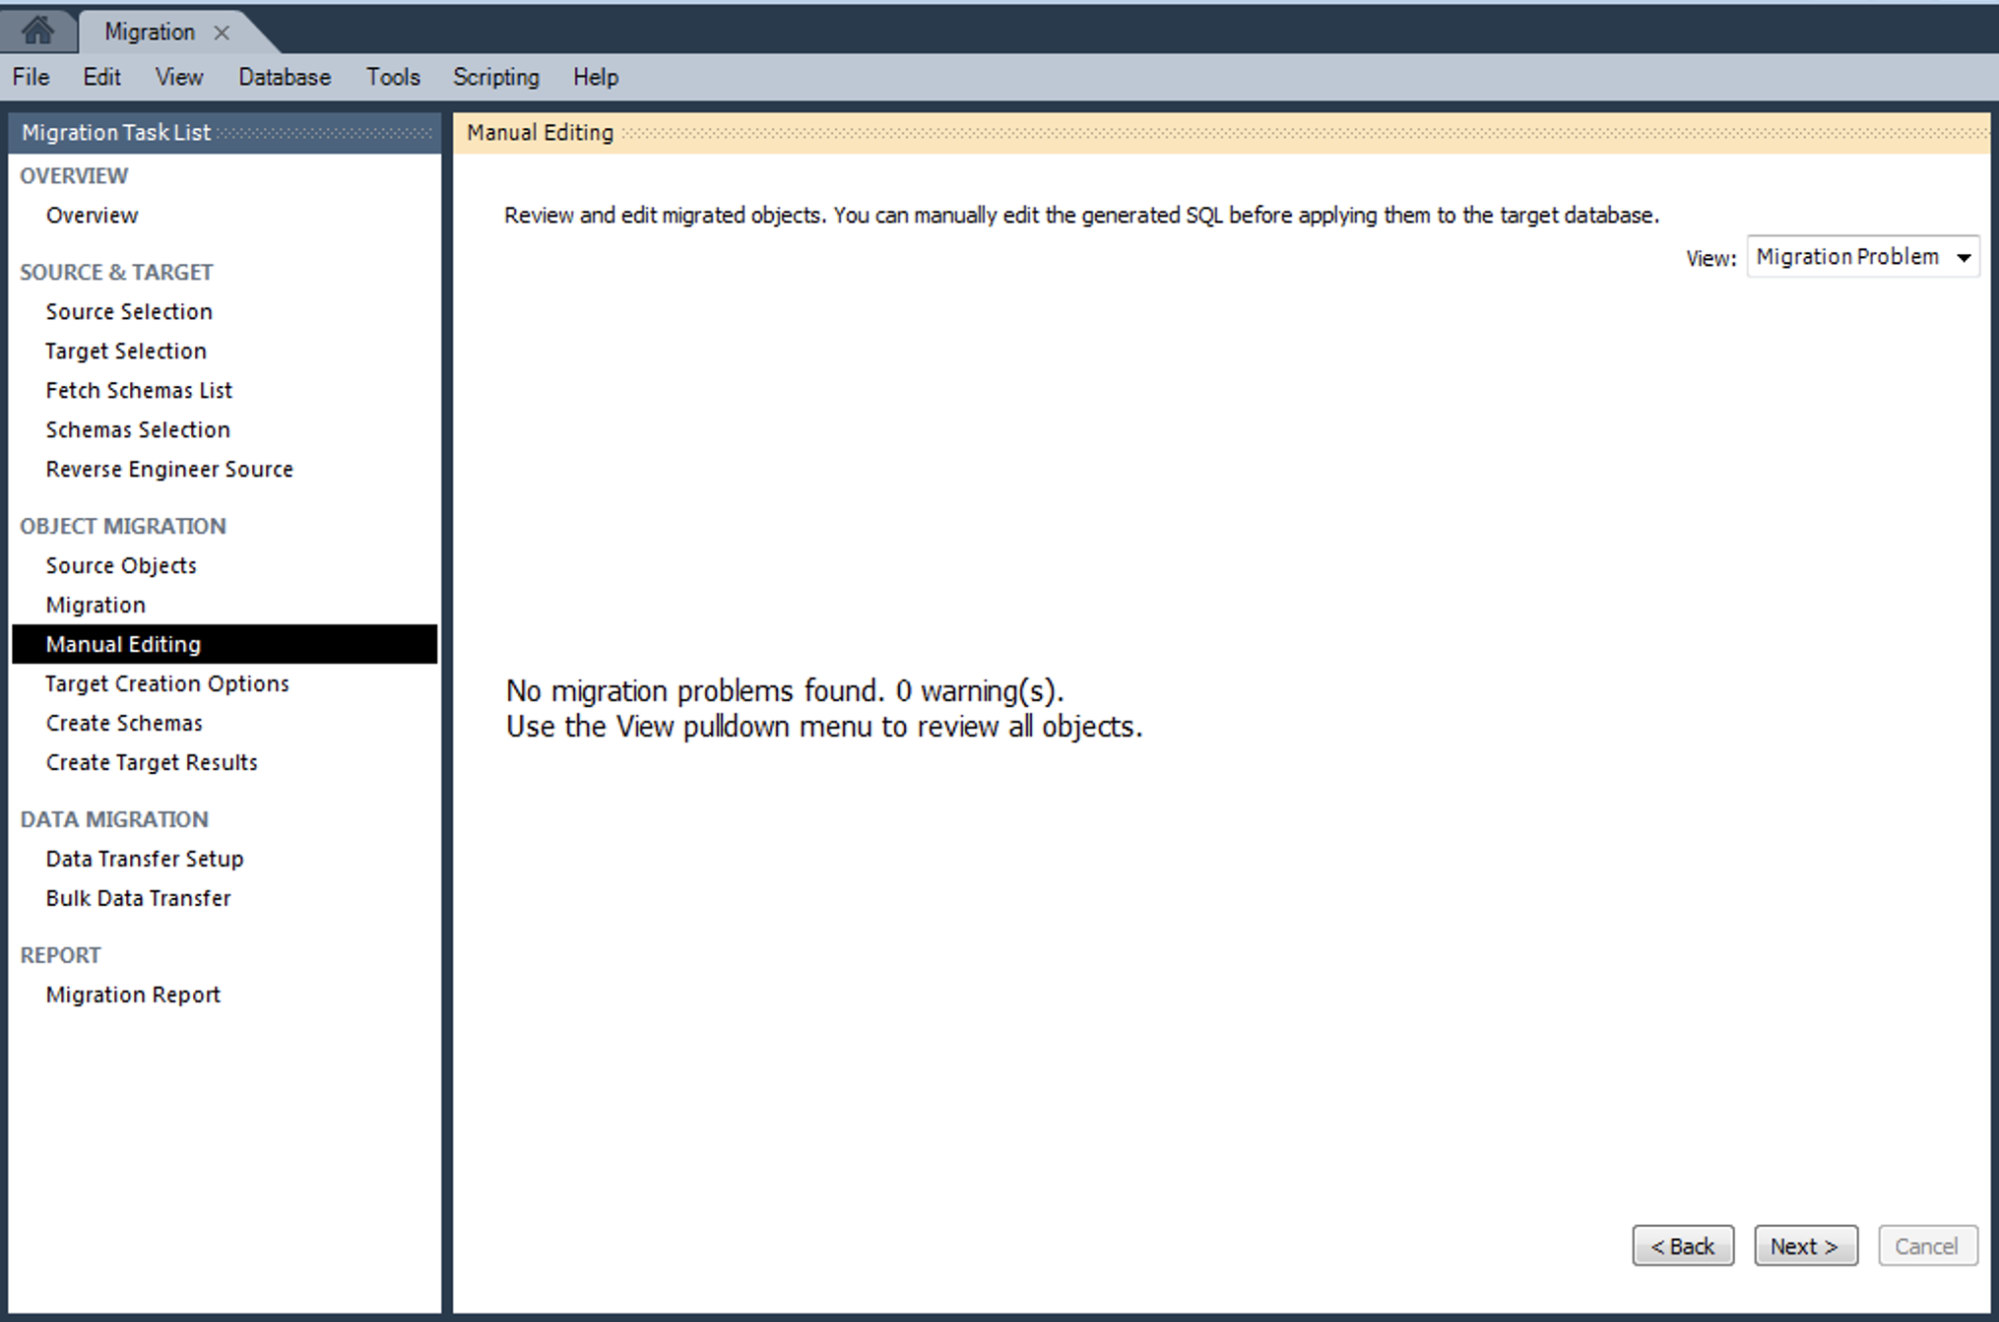 Migration
File Edit View Database Tools Scripting Help
Migration Task List
OVERVIEW
Overview
SOURCE & TARGET
Source Selection
Target Selection
Fetch Schemas List
Schemas Selection
Reverse Engineer Source
OBJECT MIGRATION
Source Objects
Migration
Manual Editing
Target Creation Options
Create Schemas
Create Target Results
DATA MIGRATION
Data Transfer Setup
Bulk Data Transfer
REPORT
Migration Report
Manual Editing
Review and edit migrated objects. You can manually edit the generated SQL before applying them to the target database.
View: Migration Problem
No migration problems found. 0 warning(s).
Use the View pulldown menu to review all objects.
< Back Next > Cancel